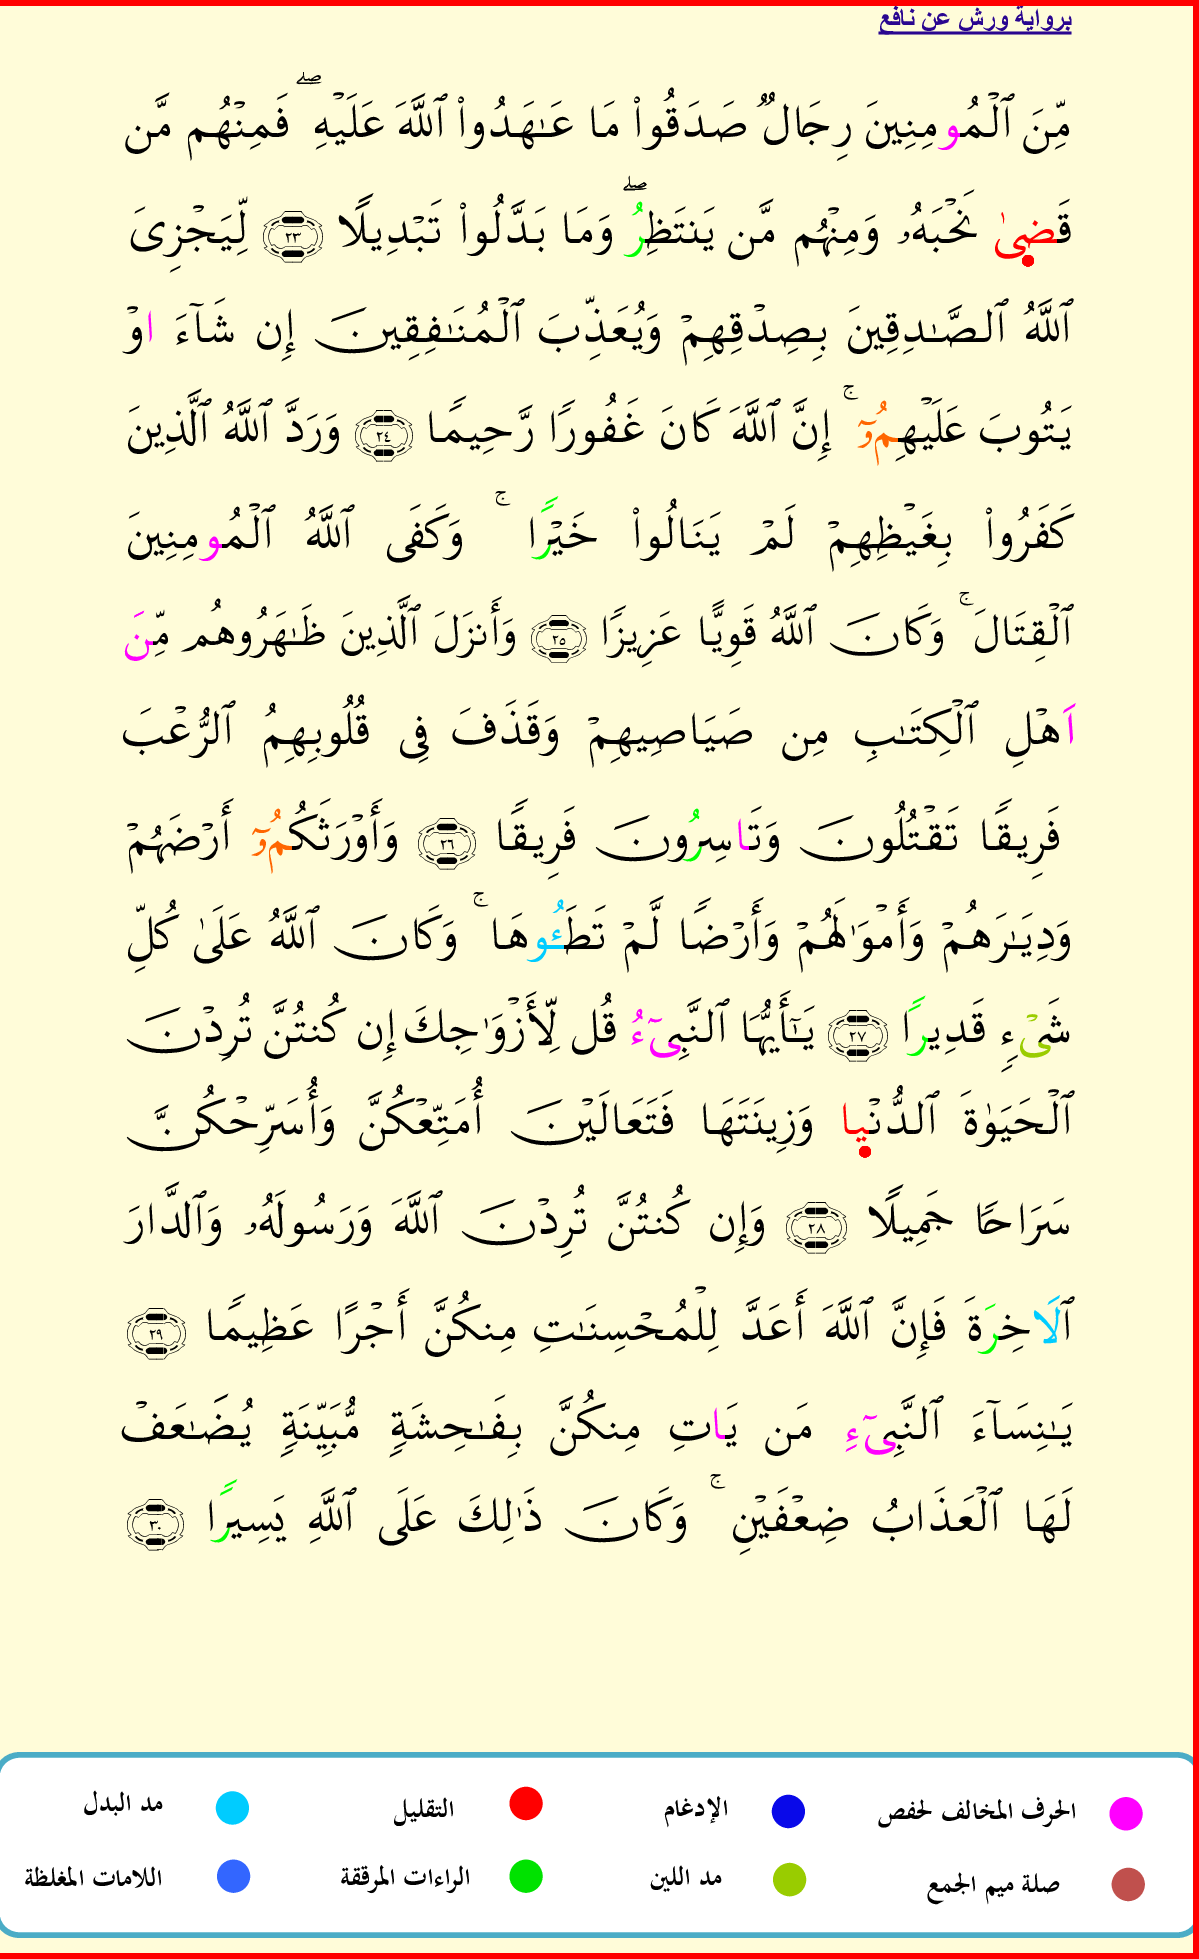 برواية ورش عن نافع
مِّنَ ٱلْمُومِنِينَ رِجَالٞ صَدَقُواْ مَا عَٰهَدُواْ ٱللَّهَ عَلَيْهِۖ فَمِنْهُم مَّن
قَضۭىٰ نَحْبَهُۥ وَمِنْهُم مَّن يَنتَظِرُۖ وَمَا بَدَّلُواْ تَبْدِيلٗا ٢٣ لِّيَجْزِىَ
ٱللَّهُ ٱلصَّٰدِقِينَ بِصِدْقِهِمْ وَيُعَذِّبَ ٱلْمُنَٰفِقِينَ إِن شَآءَ اوْ
يَتُوبَ عَلَيْهِمُۥٓۚ إِنَّ ٱللَّهَ كَانَ غَفُورٗا رَّحِيمٗا ٢٤ وَرَدَّ ٱللَّهُ ٱلَّذِينَ
كَفَرُواْ بِغَيْظِهِمْ لَمْ يَنَالُواْ خَيْرٗاۚ وَكَفَى ٱللَّهُ ٱلْمُومِنِينَ
ٱلْقِتَالَۚ وَكَانَ ٱللَّهُ قَوِيًّا عَزِيزٗا ٢٥ وَأَنزَلَ ٱلَّذِينَ ظَٰهَرُوهُم مِّنَ
اَهْلِ ٱلْكِتَٰبِ مِن صَيَاصِيهِمْ وَقَذَفَ فِى قُلُوبِهِمُ ٱلرُّعْبَ
فَرِيقٗا تَقْتُلُونَ وَتَاسِرُونَ فَرِيقٗا ٢٦ وَأَوْرَثَكُمُۥٓ أَرْضَهُمْ
وَدِيَٰرَهُمْ وَأَمْوَٰلَهُمْ وَأَرْضٗا لَّمْ تَطَـُٔوهَاۚ وَكَانَ ٱللَّهُ عَلَىٰ كُلِّ
شَىْءٖ قَدِيرٗا ٢٧ يَٰٓأَيُّهَا ٱلنَّبِىٓءُ قُل لِّأَزْوَٰجِكَ إِن كُنتُنَّ تُرِدْنَ
ٱلْحَيَوٰةَ ٱلدُّنْيۭا وَزِينَتَهَا فَتَعَالَيْنَ أُمَتِّعْكُنَّ وَأُسَرِّحْكُنَّ
سَرَاحٗا جَمِيلٗا ٢٨ وَإِن كُنتُنَّ تُرِدْنَ ٱللَّهَ وَرَسُولَهُۥ وَٱلدَّارَ
ٱلَاخِرَةَ فَإِنَّ ٱللَّهَ أَعَدَّ لِلْمُحْسِنَٰتِ مِنكُنَّ أَجْرًا عَظِيمٗا ٢٩
يَٰنِسَآءَ ٱلنَّبِىٓءِ مَن يَاتِ مِنكُنَّ بِفَٰحِشَةٖ مُّبَيِّنَةٖ يُضَٰعَفْ
لَهَا ٱلْعَذَابُ ضِعْفَيْنِۚ وَكَانَ ذَٰلِكَ عَلَى ٱللَّهِ يَسِيرٗا ٣٠
الحرف المخالف لحفص الإدغام التقليل مد البدل
صلة ميم الجمع مد اللين الراءات المرققة اللامات المغلظة